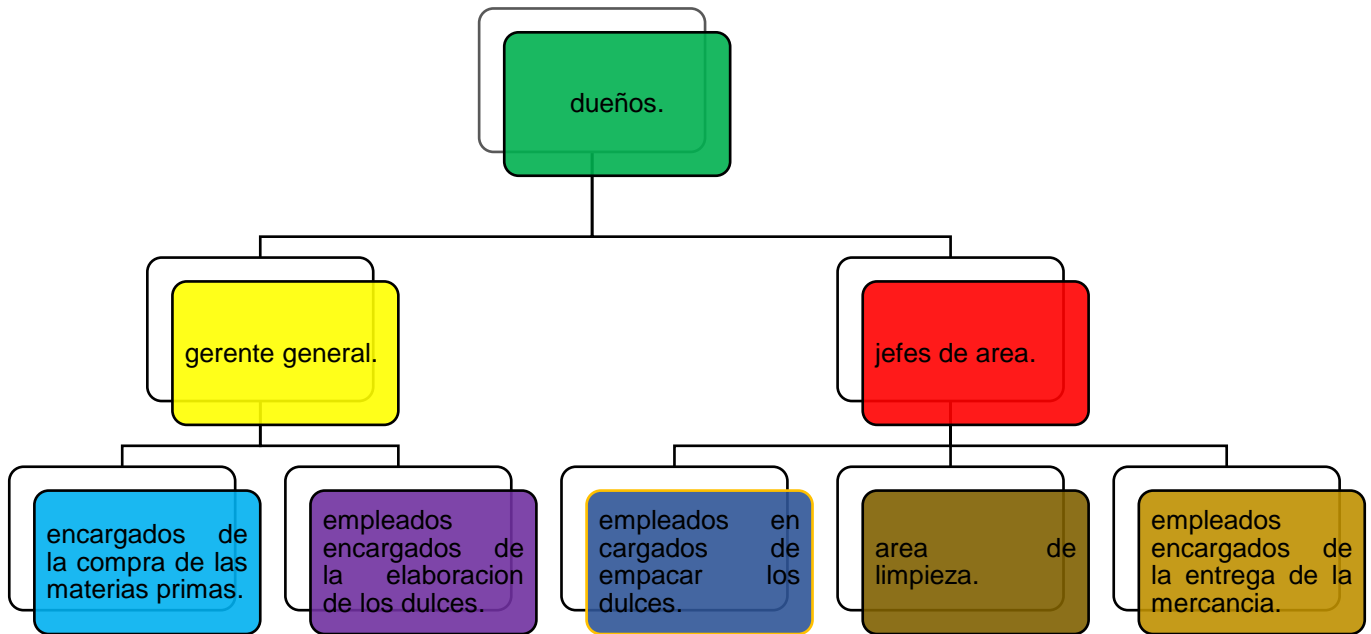 dueños.
gerente general.
jefes de area.
encargados de
la compra de las
materias primas.
empleados
encargados de
la elaboracion
de los dulces.
empleados en
cargados de
empacar los
dulces.
area de
limpieza.
empleados
encargados de
la entrega de la
mercancia.